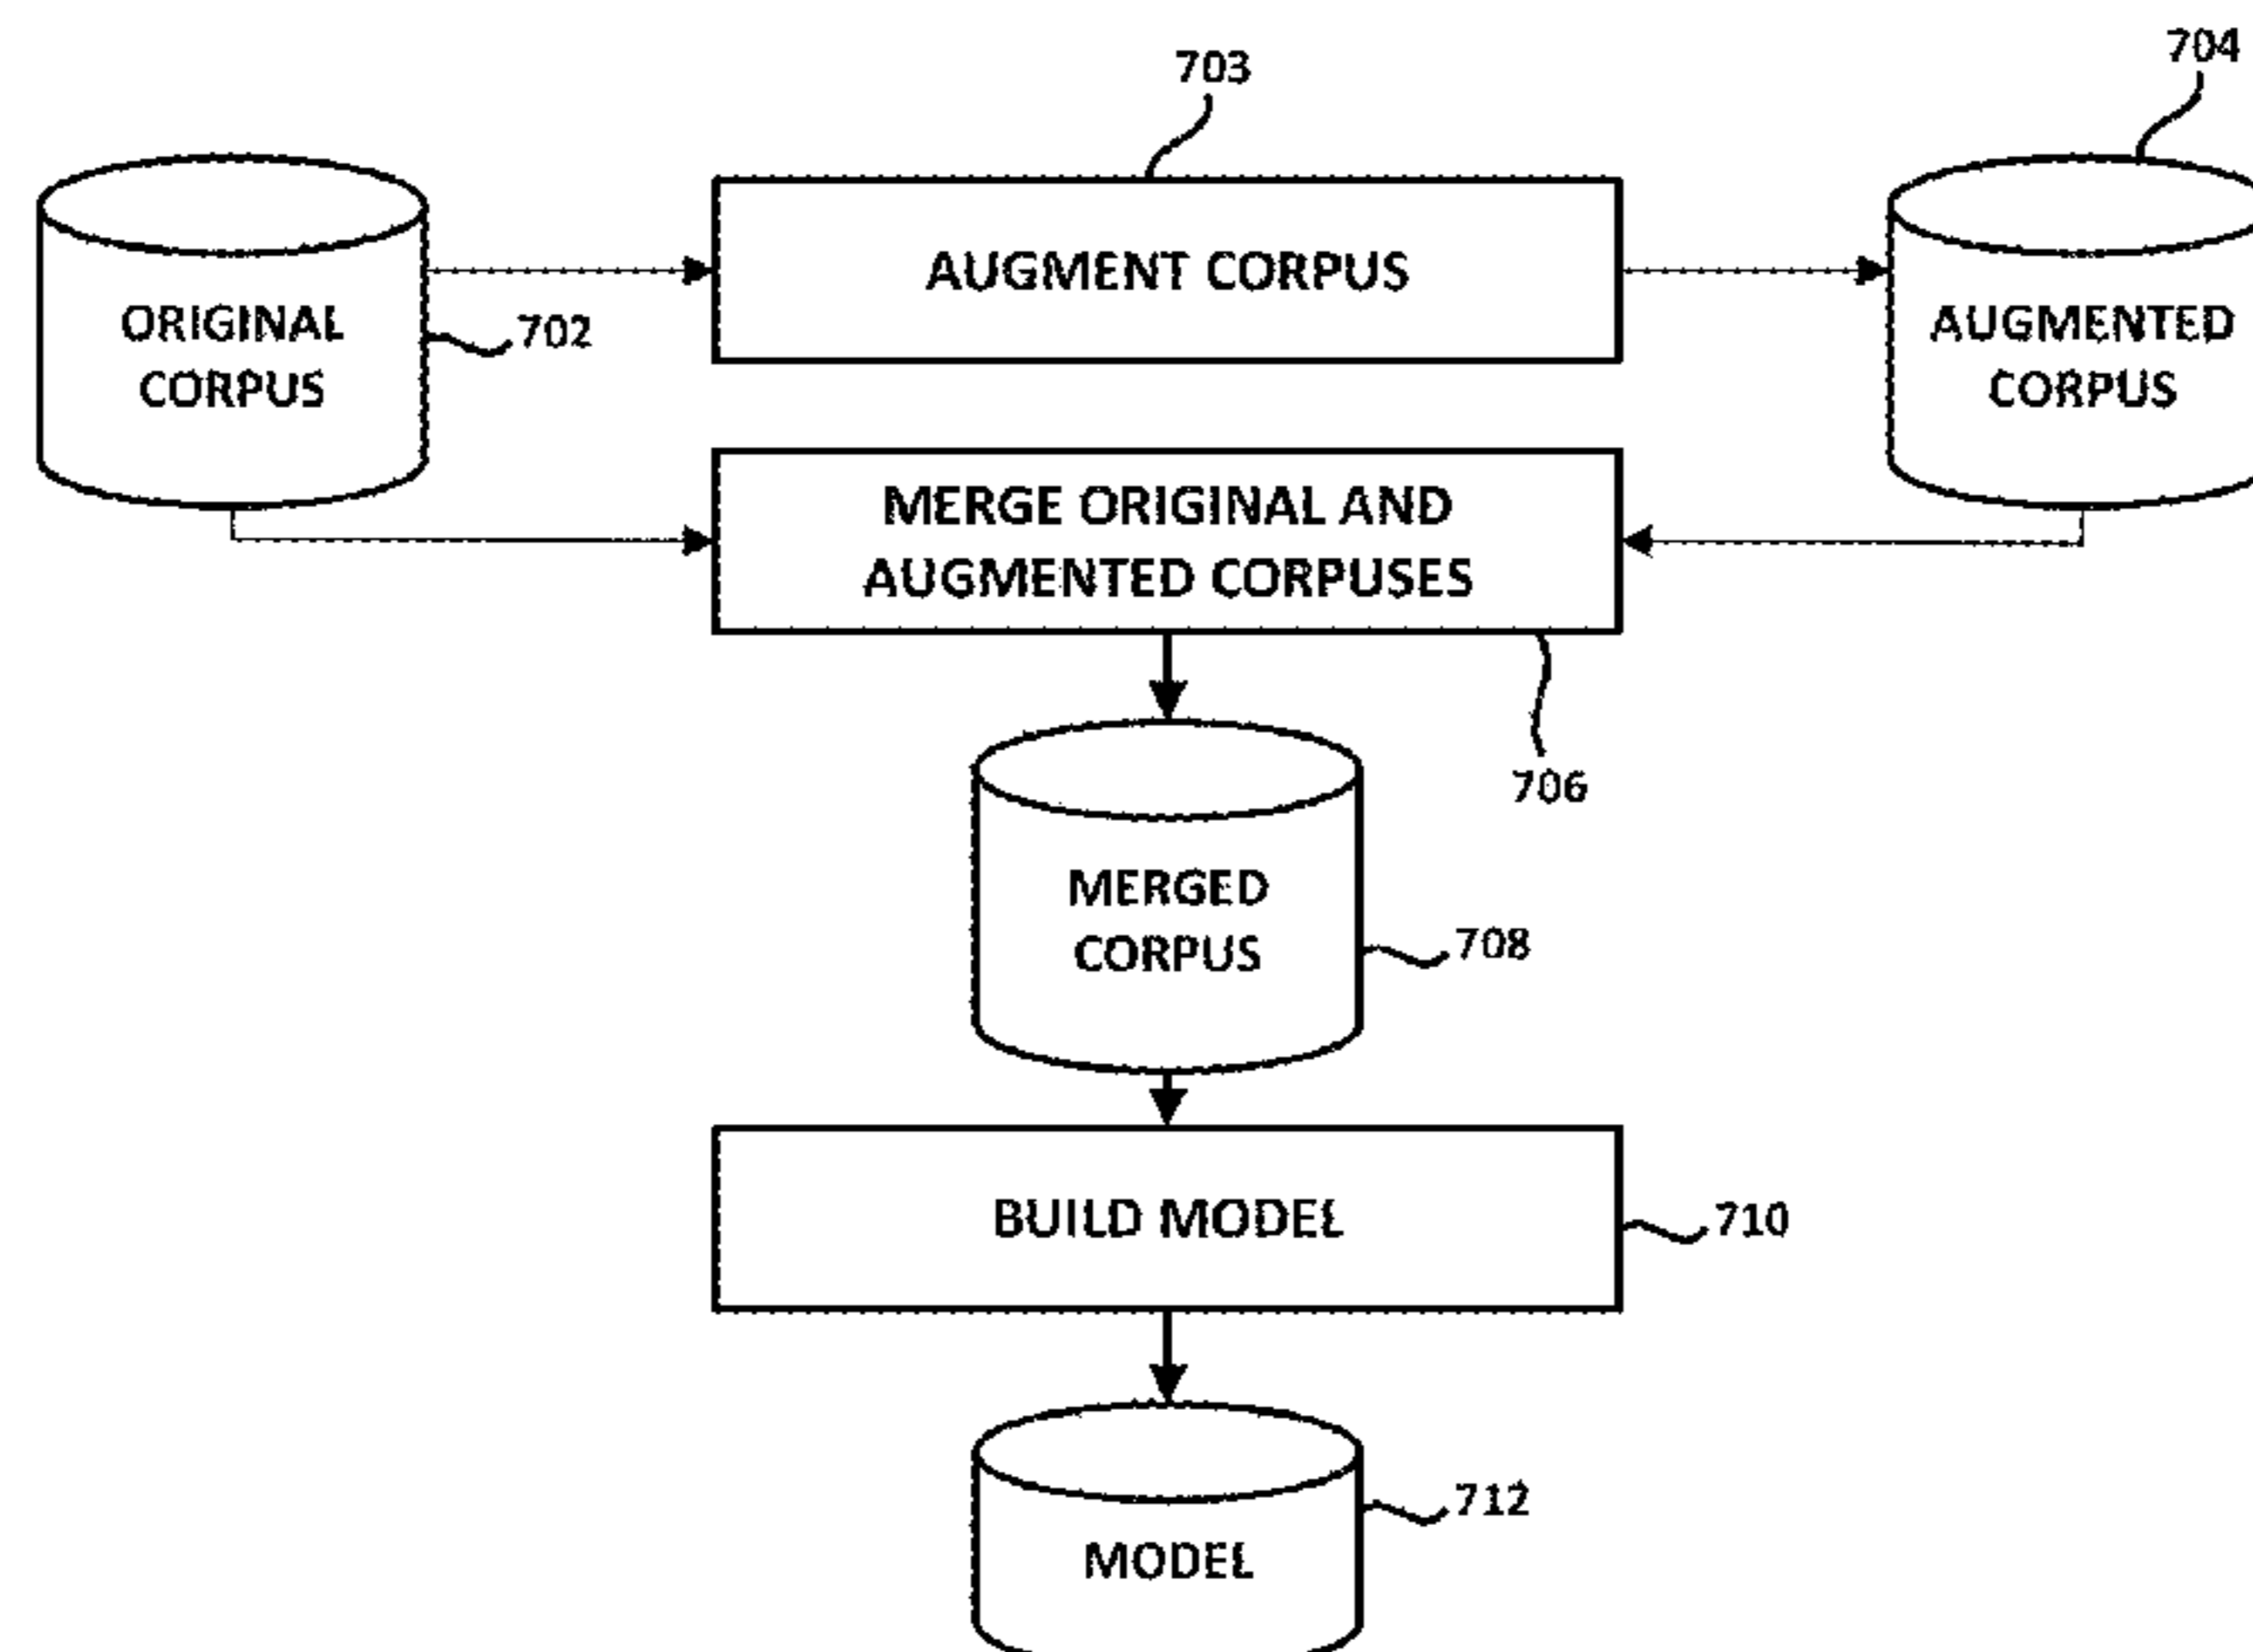 703
704
ORIGINAL
CORPUS
702
AUGMENT CORPUS
AUGMENTED
CORPUS
MERGE ORIGINAL AND
AUGMENTED CORPUSES
706
MERGED
CORPUS
708
BUILD MODEL
710
MODEL
712